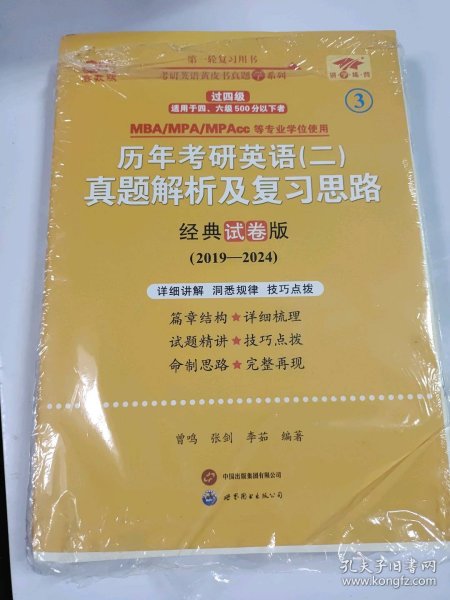 第一轮复习用书
考研英语黄皮书真题 系列
过四级
适用于四、六级500分以下者
3
MBA/MPA/MPAcc 等专业学位使用
历年考研英语(二)
真题解析及复习思路
经典试卷版
(2019—2024)
详细讲解 洞悉规律 技巧点拨
篇章结构★详细梳理
试题精讲★技巧点拨
命制思路★完整再现
曾鸣 张剑 李茹 编著
中国出版集团有限公司
世界图书出版公司
孔夫子旧书网
www.kongfz.com